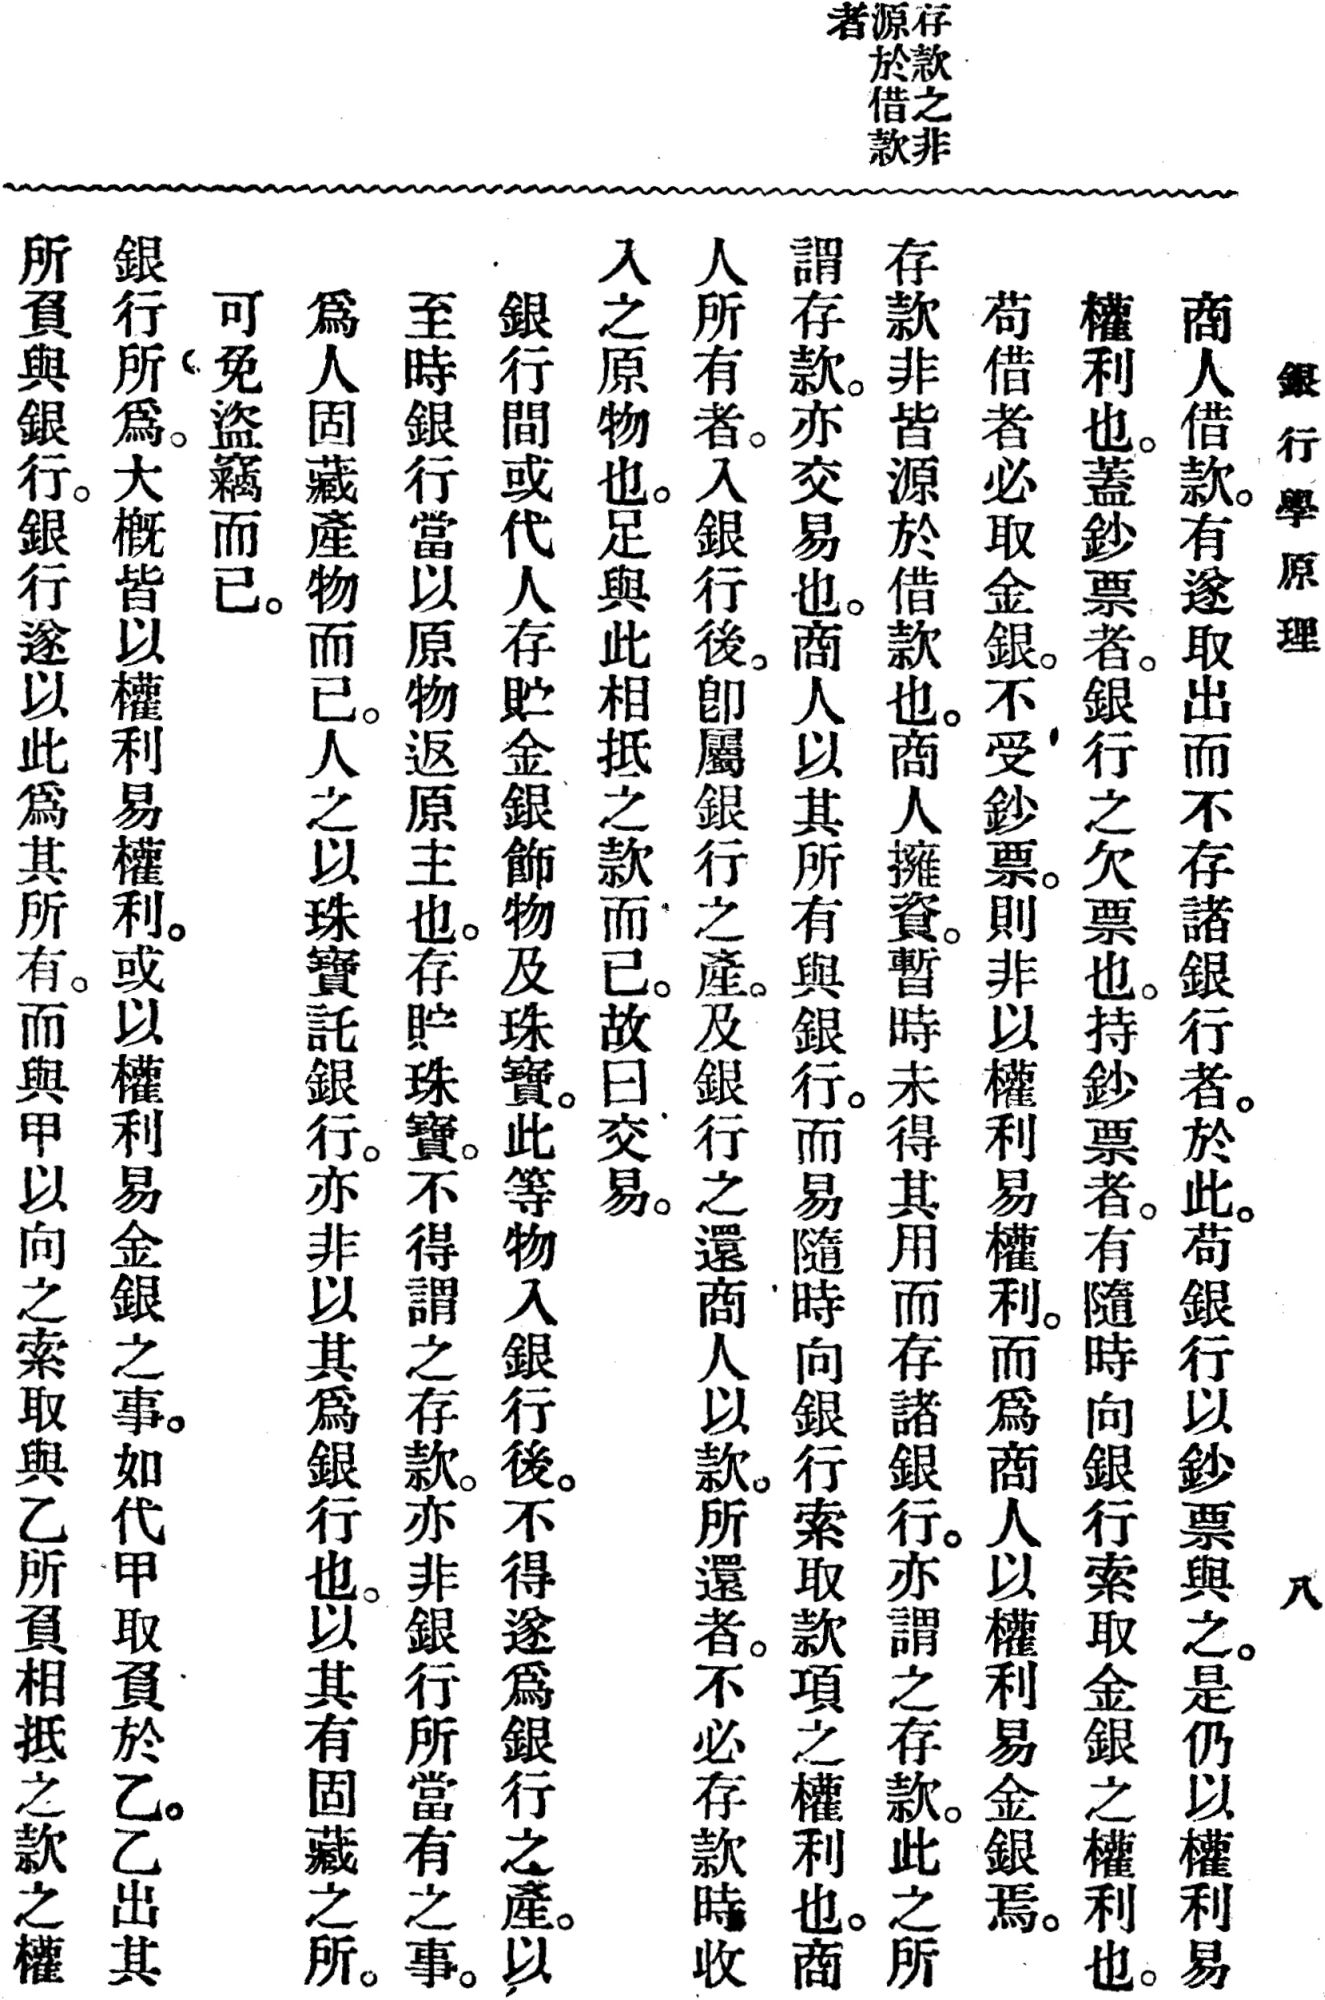 銀行學原理　八
存款之非
源於借款
者
商人借款。有遂取出而不存諸銀行者。於此。苟銀行以鈔票與之。是仍以權利易
權利也。蓋鈔票者。銀行之欠票也。持鈔票者。有隨時向銀行索取金銀之權利也。
苟借者必取金銀。不受鈔票。則非以權利易權利。而爲商人以權利易金銀焉。
存款非皆源於借款也。商人擁資。暫時未得其用而存諸銀行。亦謂之存款。此之所
謂存款。亦交易也。商人以其所有與銀行。而易隨時向銀行索取款項之權利也。商
人所有者。入銀行後。卽屬銀行之產。及銀行之還商人以款。所還者。不必存款時收
入之原物也。足與此相抵之款而已。故曰交易。
銀行間或代人存貯金銀飾物及珠寶。此等物入銀行後。不得遂爲銀行之產。以
至時銀行當以原物返原主也。存貯珠寶。不得謂之存款。亦非銀行所當有之事。
爲人固藏產物而已。人之以珠寶託銀行。亦非以其爲銀行也。以其有固藏之所。
可免盜竊而已。
銀行所爲。大槪皆以權利易權利。或以權利易金銀之事。如代甲取負於乙。乙出其
所負與銀行。銀行遂以此爲其所有。而與甲以向之索取與乙所負相抵之款之權